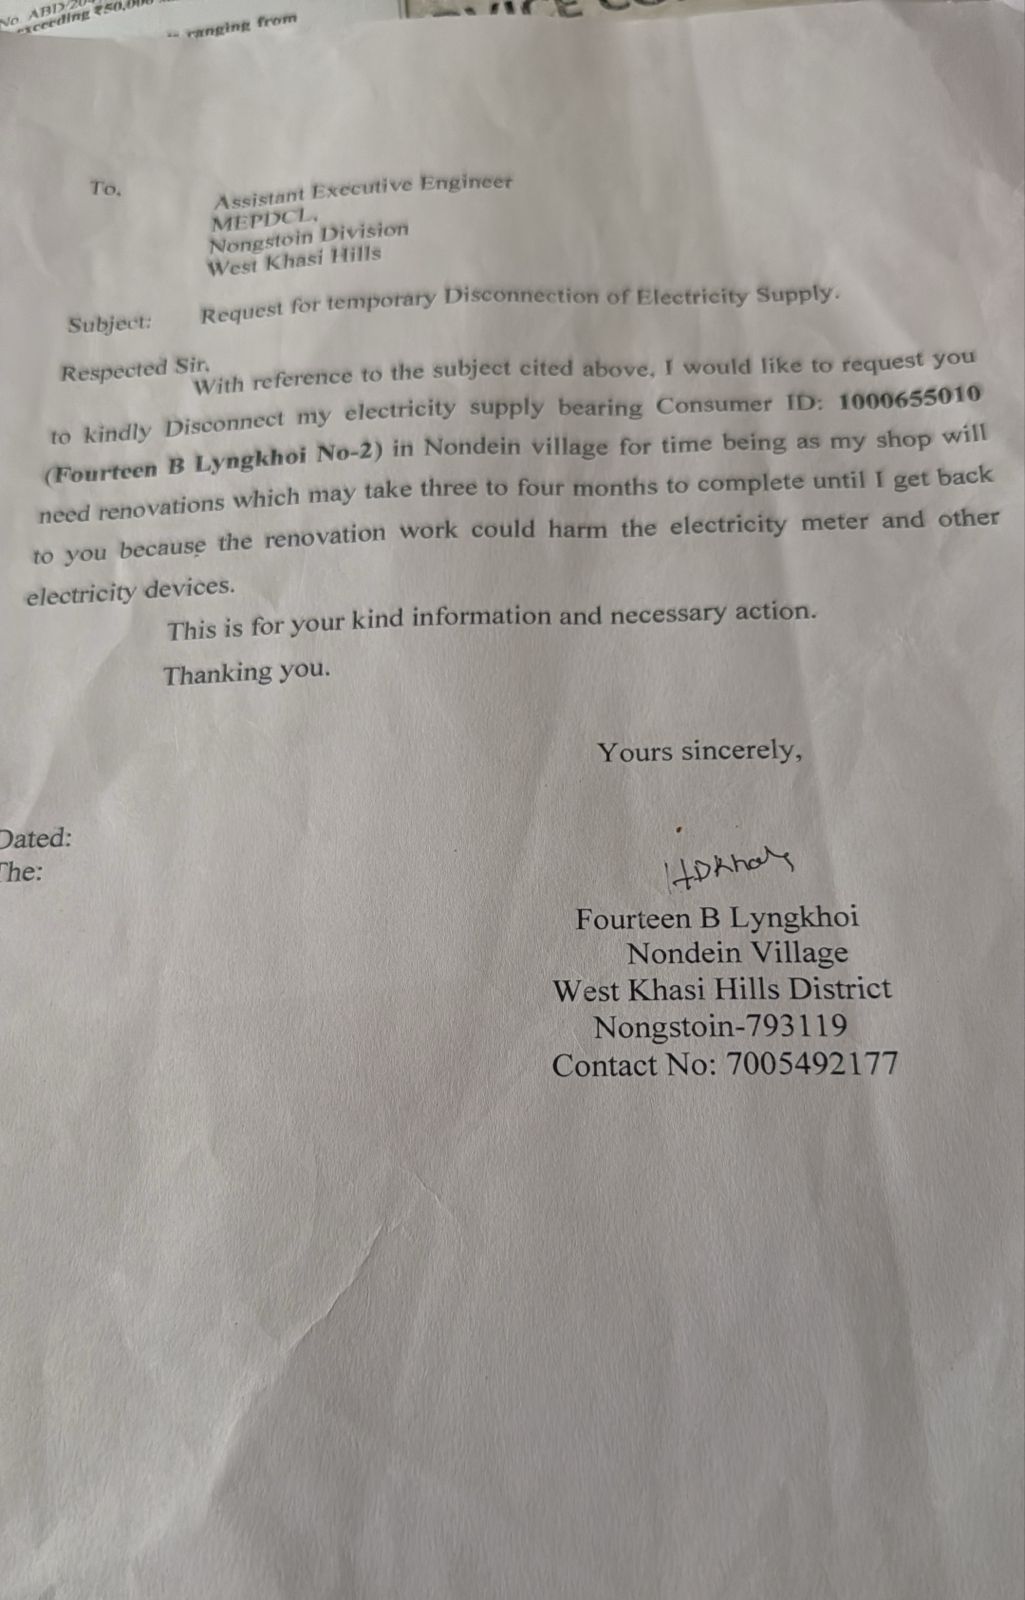 No. ABD/20
exceeding ₹50,000
ranging from
To,
Assistant Executive Engineer
MEPDCL,
Nongstoin Division
West Khasi Hills
Subject: Request for temporary Disconnection of Electricity Supply.
Respected Sir,
With reference to the subject cited above, I would like to request you
to kindly Disconnect my electricity supply bearing Consumer ID: 1000655010
(Fourteen B Lyngkhoi No-2) in Nondein village for time being as my shop will
need renovations which may take three to four months to complete until I get back
to you because the renovation work could harm the electricity meter and other
electricity devices.
This is for your kind information and necessary action.
Thanking you.
Yours sincerely,
Dated:
The:
Fourteen B Lyngkhoi
Nondein Village
West Khasi Hills District
Nongstoin-793119
Contact No: 7005492177